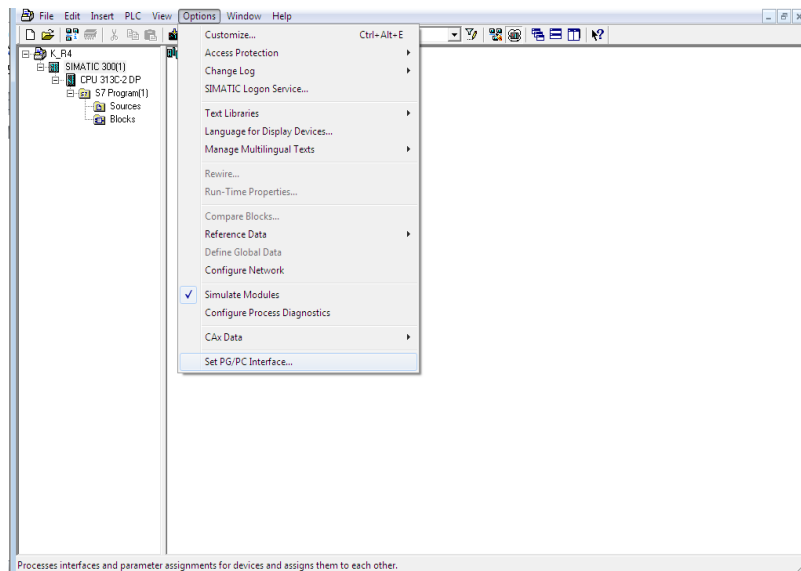 File Edit Insert PLC View Options Window Help
K_R4
SIMATIC 300(1)
CPU 313C-2 DP
S7 Program(1)
Sources
Blocks
Customize... Ctrl+Alt+E
Access Protection
Change Log
SIMATIC Logon Service...
Text Libraries
Language for Display Devices...
Manage Multilingual Texts
Rewire...
Run-Time Properties...
Compare Blocks...
Reference Data
Define Global Data
Configure Network
Simulate Modules
Configure Process Diagnostics
CAx Data
Set PG/PC Interface...
Processes interfaces and parameter assignments for devices and assigns them to each other.